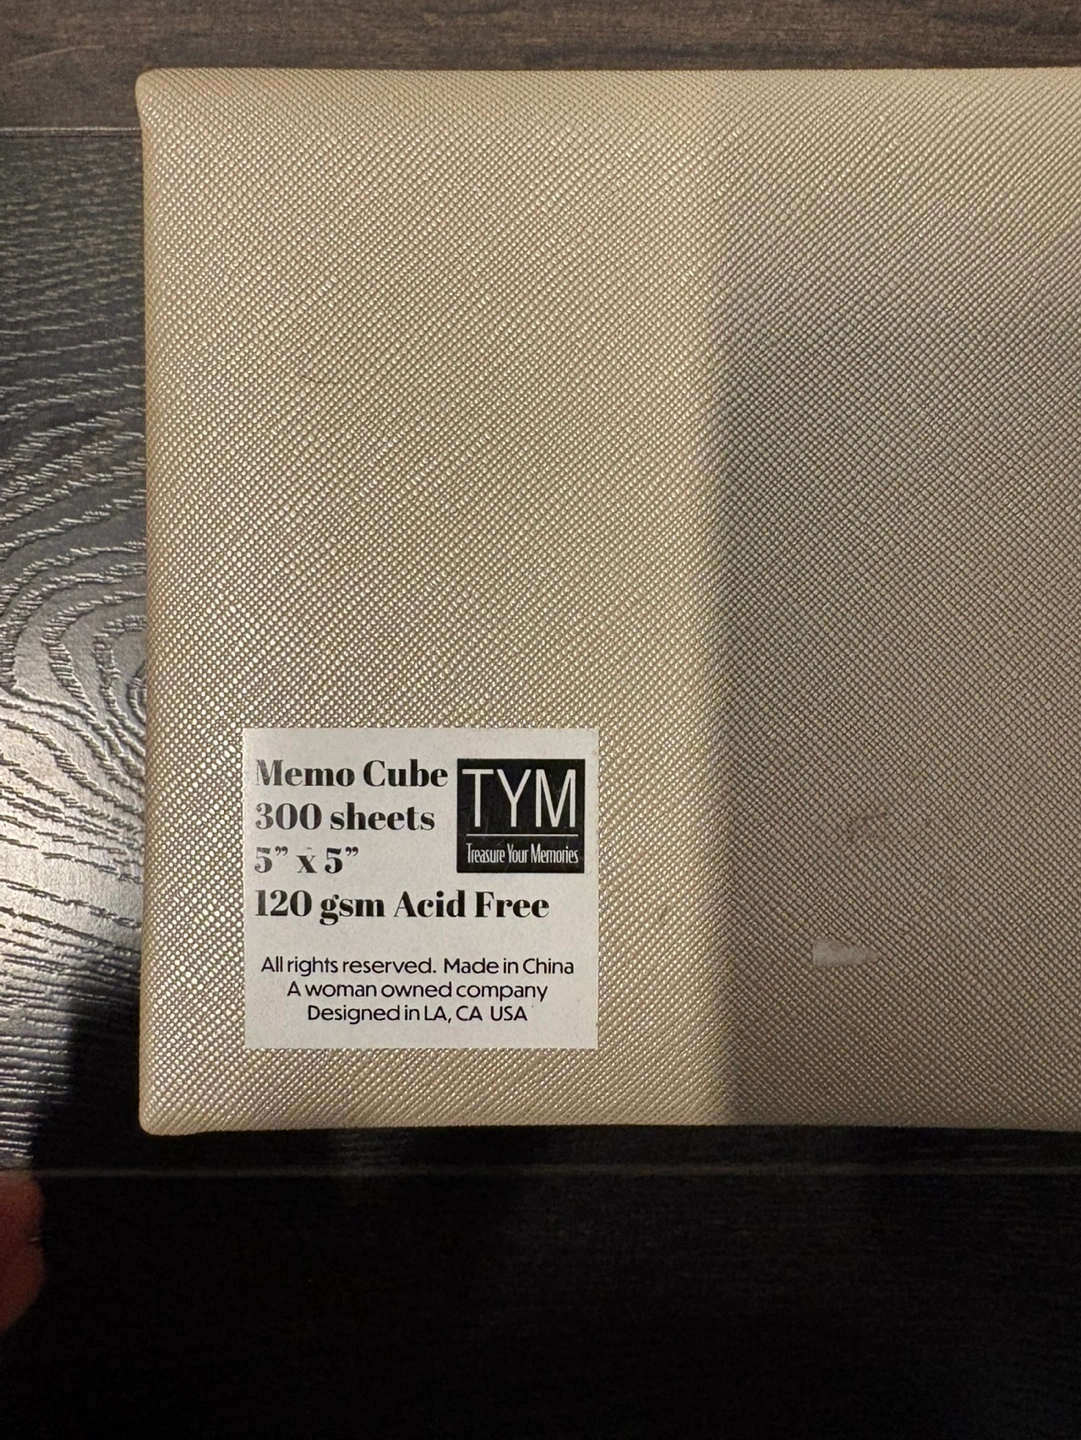 Memo Cube
300 sheets
5” x 5”
120 gsm Acid Free
TYM
Treasure Your Memories
All rights reserved. Made in China
A woman owned company
Designed in LA, CA USA